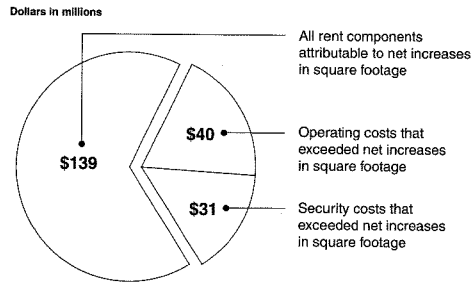 Dollars in millions
All rent components
attributable to net increases
in square footage
$139
$40
Operating costs that
exceeded net increases
in square footage
$31
Security costs that
exceeded net increases
in square footage